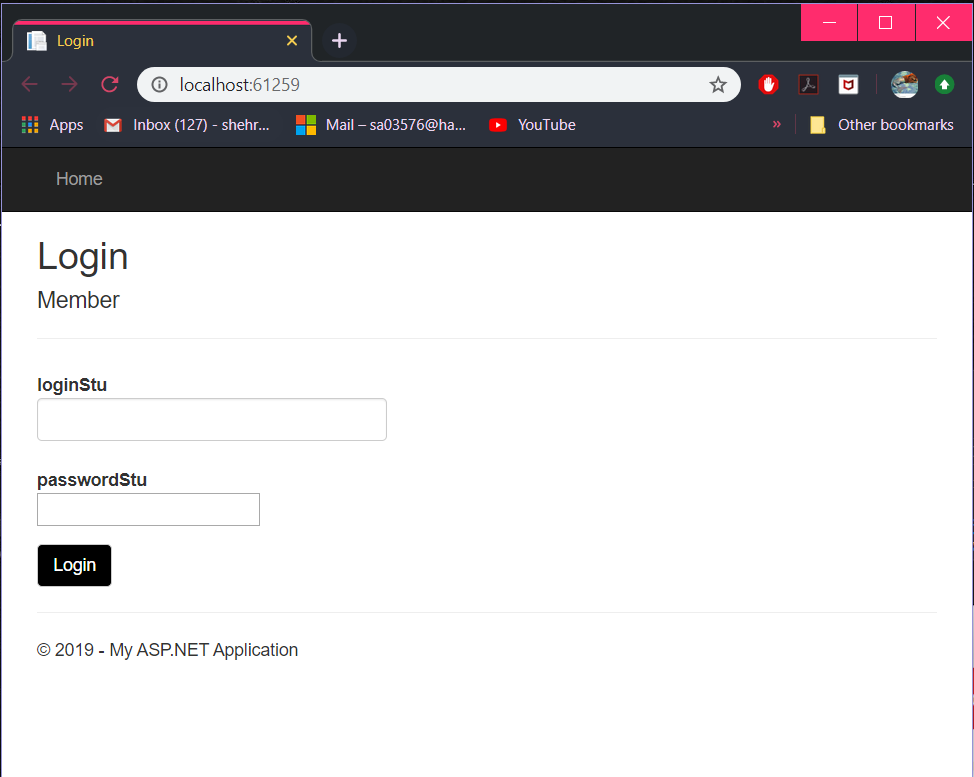 Login
localhost:61259
Apps Inbox (127) - shehr... Mail – sa03576@ha... YouTube » Other bookmarks
Home
Login
Member
loginStu
passwordStu
Login
© 2019 - My ASP.NET Application